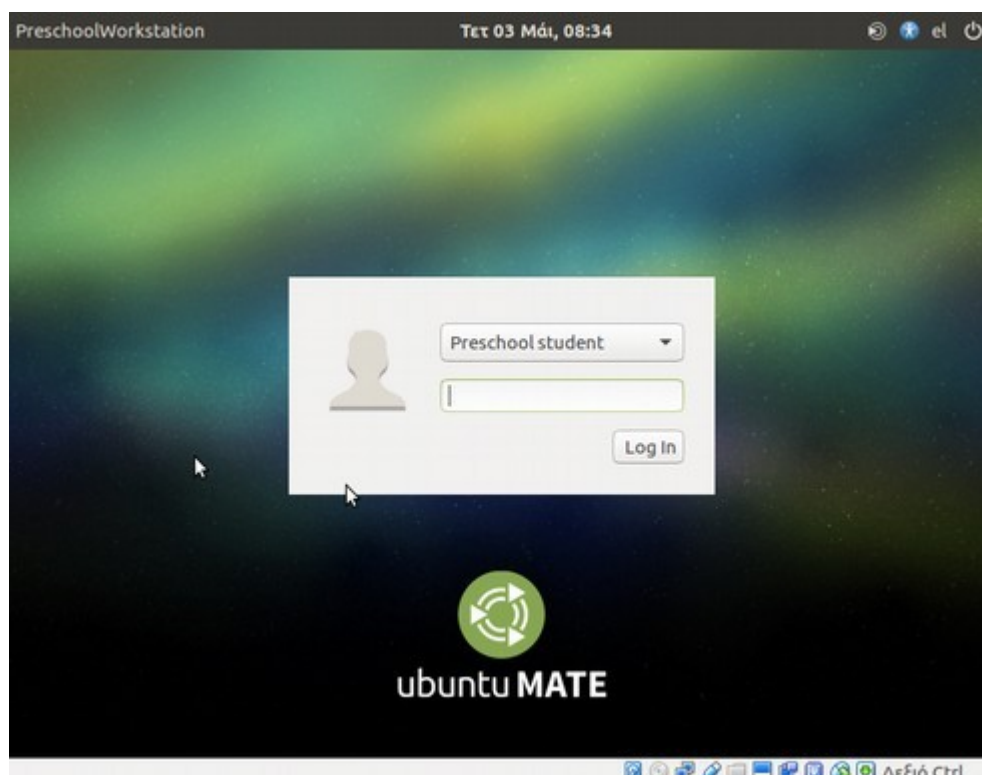 PreschoolWorkstation Τετ 03 Μάι, 08:34 el
Preschool student
Log In
ubuntu MATE
Δεξιό Ctrl